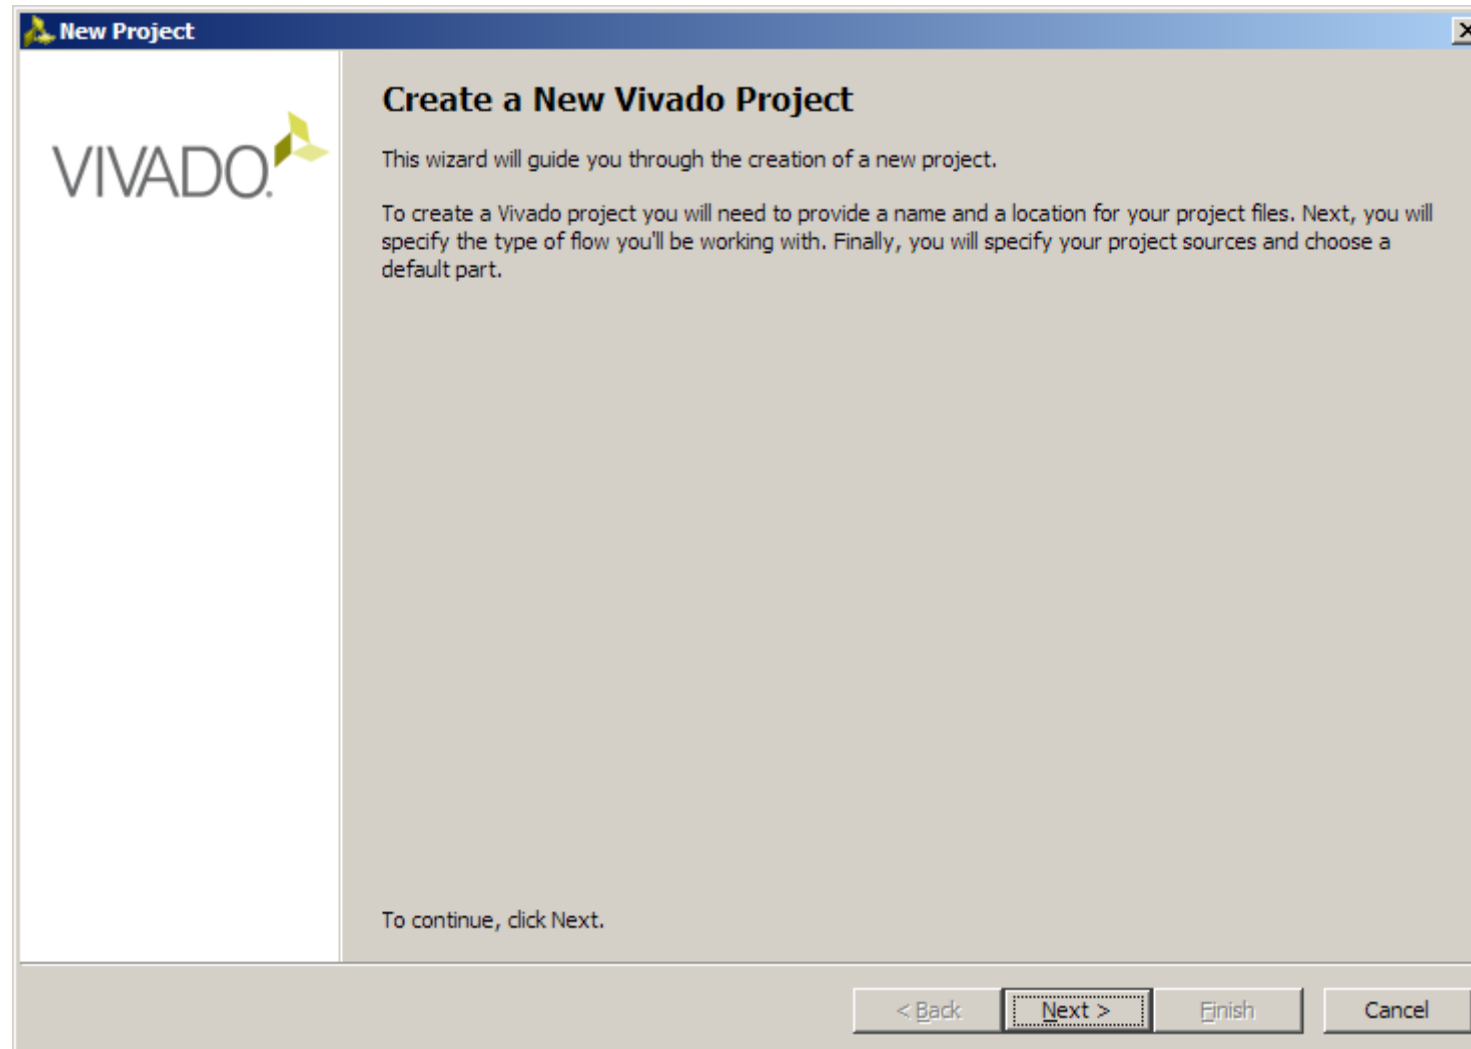 New Project
VIVADO.
Create a New Vivado Project
This wizard will guide you through the creation of a new project.
To create a Vivado project you will need to provide a name and a location for your project files. Next, you will
specify the type of flow you'll be working with. Finally, you will specify your project sources and choose a
default part.
To continue, click Next.
< Back
Next >
Finish
Cancel